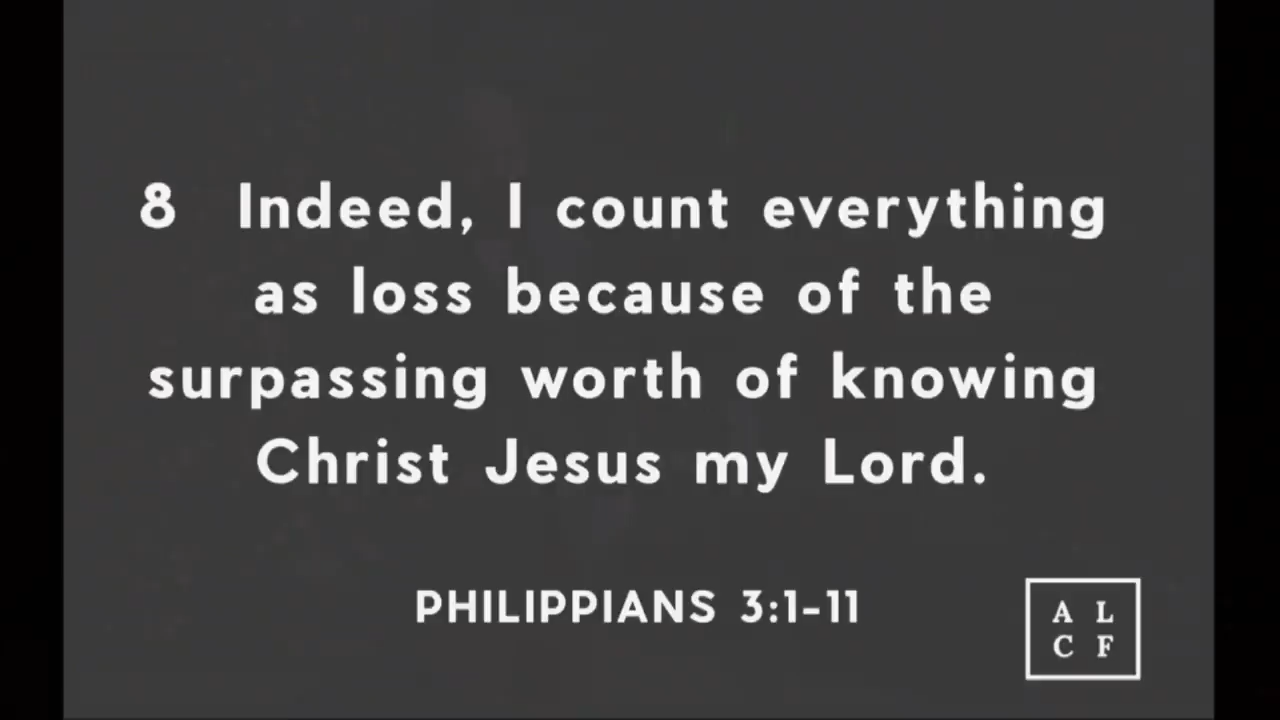 8 Indeed, I count everything
as loss because of the
surpassing worth of knowing
Christ Jesus my Lord.
PHILIPPIANS 3:1-11
A L
C F